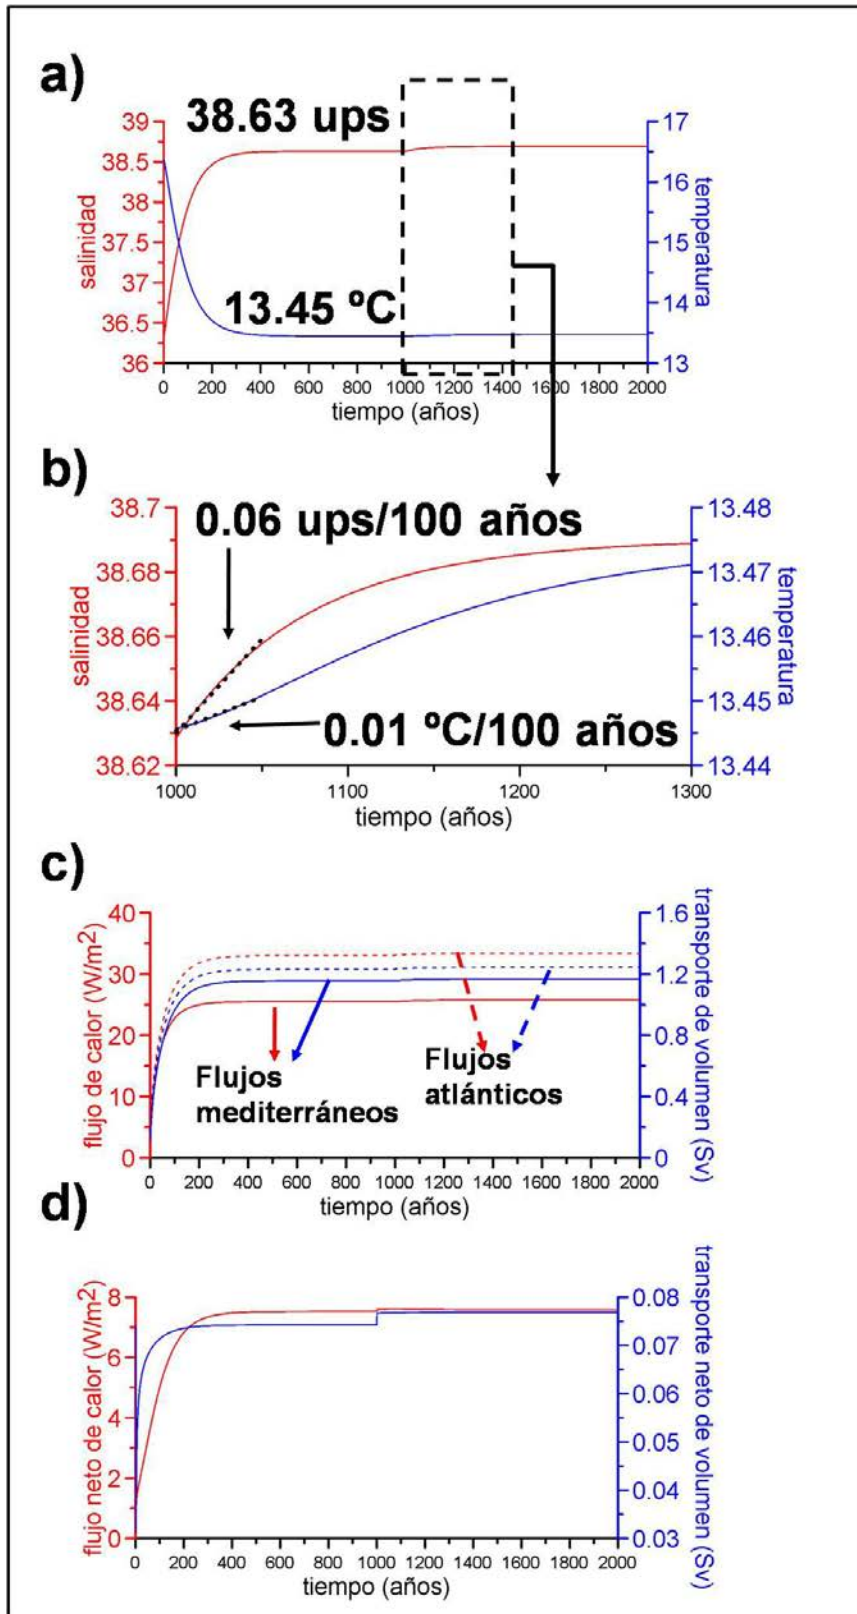 a)
38.63 ups
39
38.5
38
37.5
37
36.5
36
salinidad
17
16
15
14
13
temperatura
13.45 ºC
0 200 400 600 800 1000 1200 1400 1600 1800 2000
tiempo (años)
b)
0.06 ups/100 años
38.7
38.68
38.66
38.64
38.62
salinidad
13.48
13.47
13.46
13.450
13.44
temperatura
0.01 ºC/100 años
1000 1100 1200 1300
tiempo (años)
c)
40
30
20
10
0
flujo de calor (W/m2)
1.6
1.2
0.8
0.4
0
transporte de volumen (Sv)
Flujos
mediterráneos
Flujos
atlánticos
0 200 400 600 800 1000 1200 1400 1600 1800 2000
tiempo (años)
d)
8
6
4
2
0
flujo neto de calor (W/m2)
0.08
0.07
0.06
0.05
0.04
0.03
transporte neto de volumen (Sv)
0 200 400 600 800 1000 1200 1400 1600 1800 2000
tiempo (años)